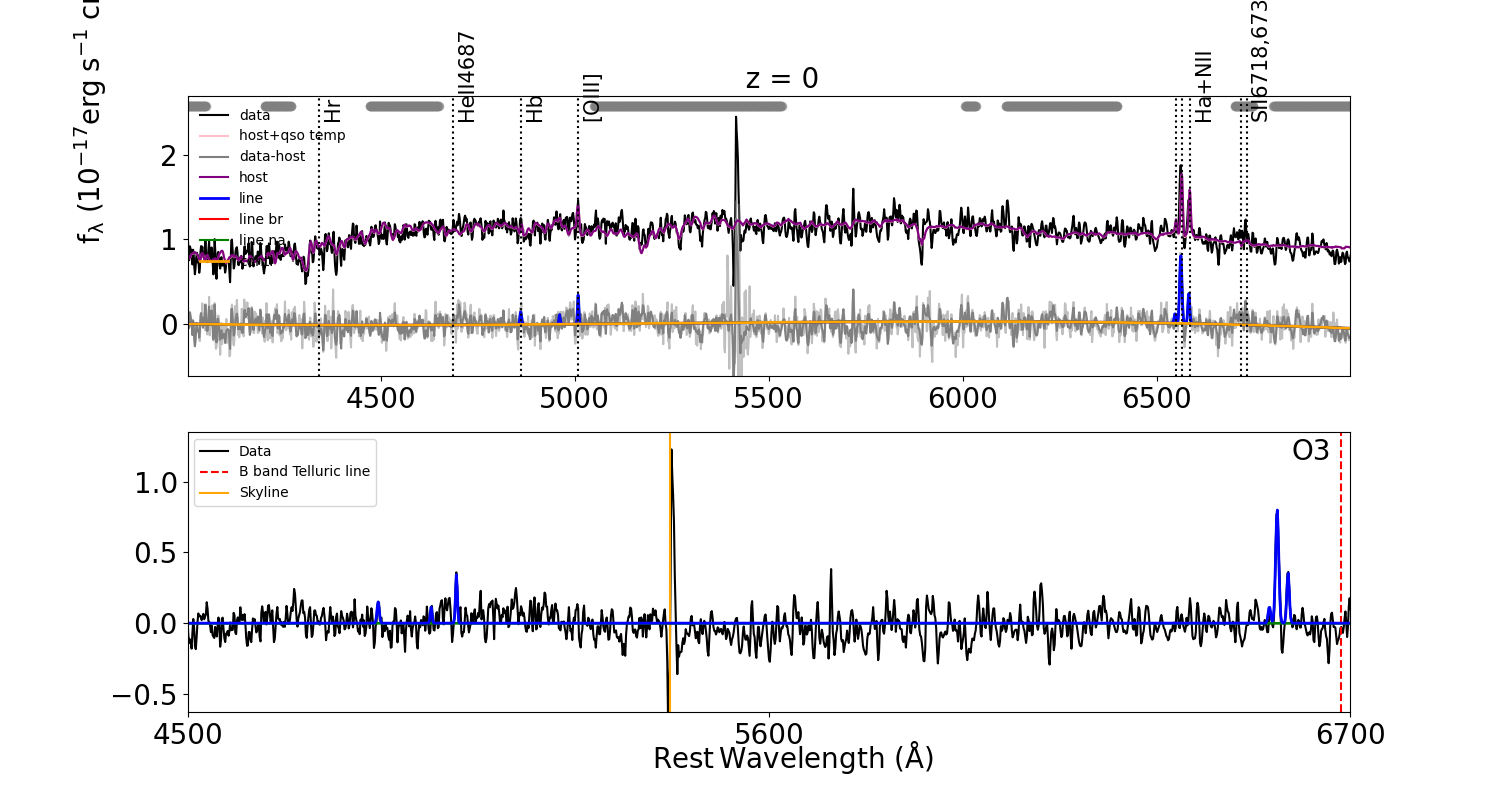 z = 0
Hr
HeII4687
Hb
[OIII]
Ha+NII
SII6718,673
f_λ (10^{-17} erg s^{-1} c
data
host+qso temp
data-host
host
line
line br
line na
2
1
0
4500
5000
5500
6000
6500
O3
Data
B band Telluric line
Skyline
1.0
0.5
0.0
−0.5
4500
5600
6700
Rest Wavelength (Å)